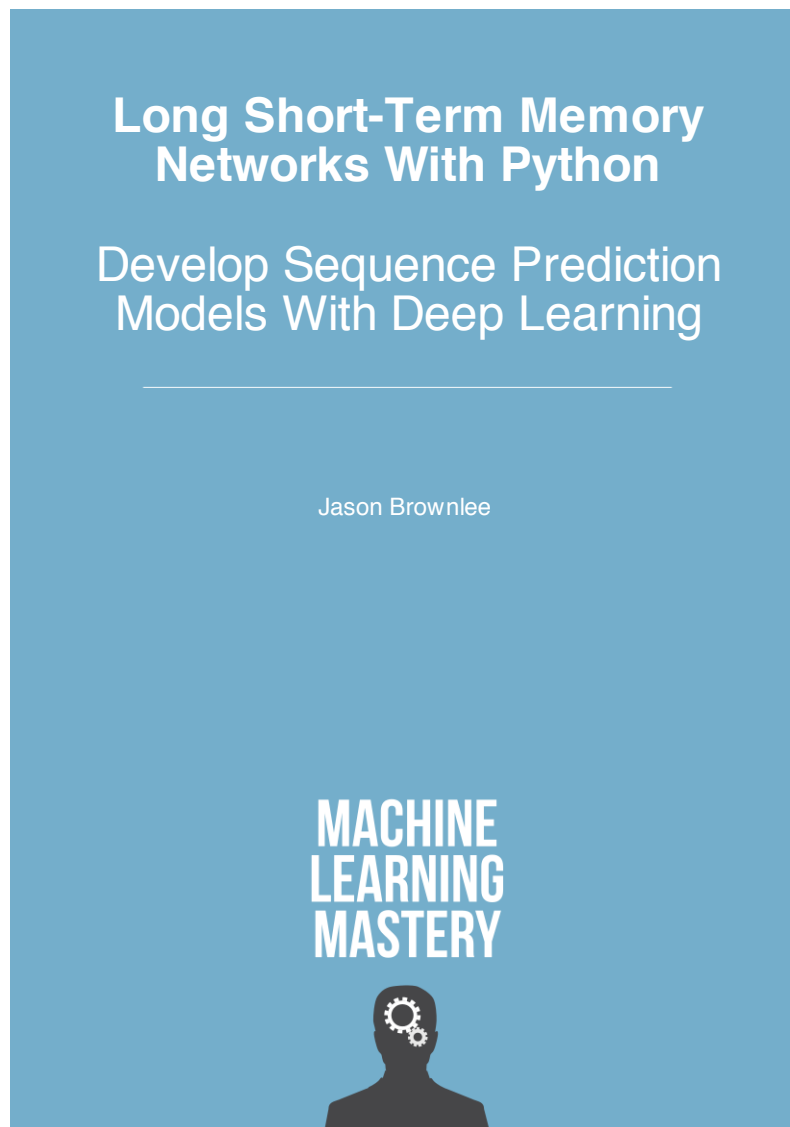 Long Short-Term Memory
Networks With Python
Develop Sequence Prediction
Models With Deep Learning
Jason Brownlee
MACHINE
LEARNING
MASTERY